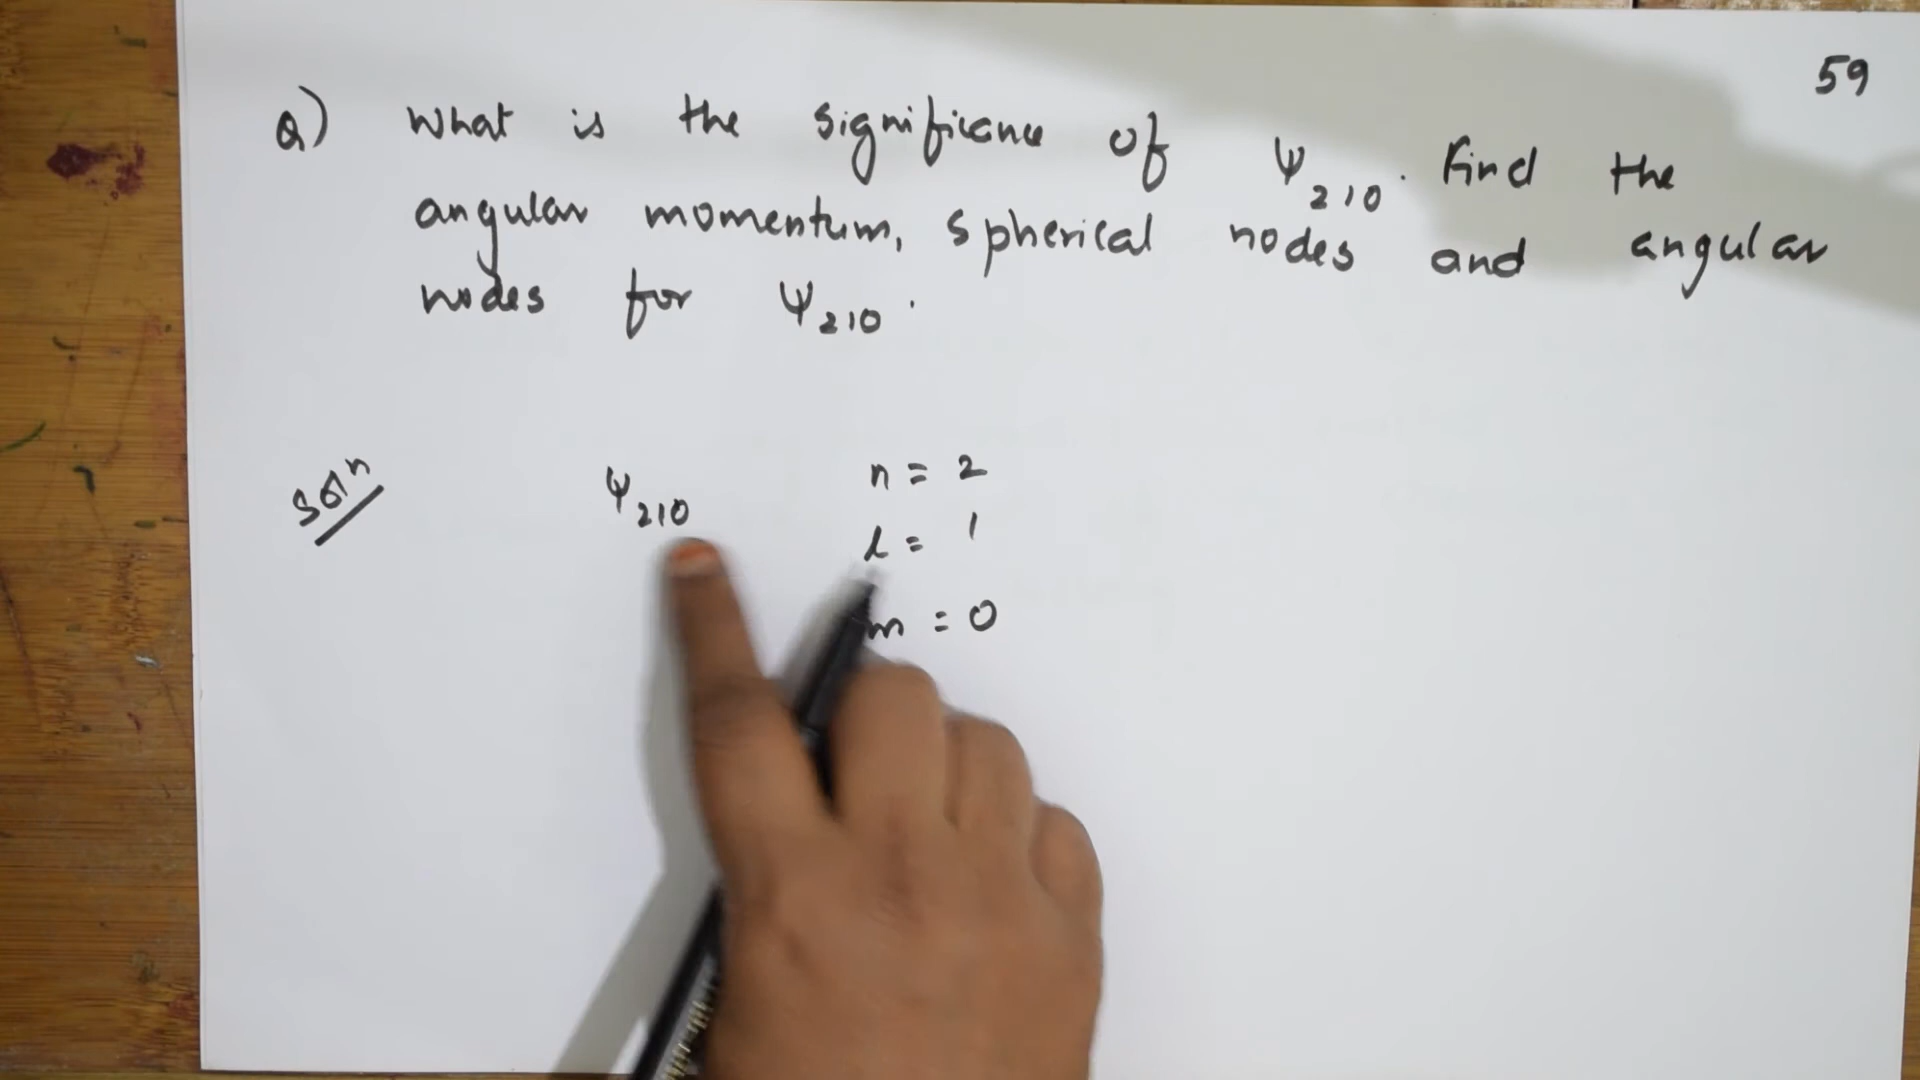 59
Q) What is the significance of Ψ210. Find the
angular momentum, spherical nodes and angular
nodes for Ψ210.
Solⁿ Ψ210 n = 2
l = 1
m = 0